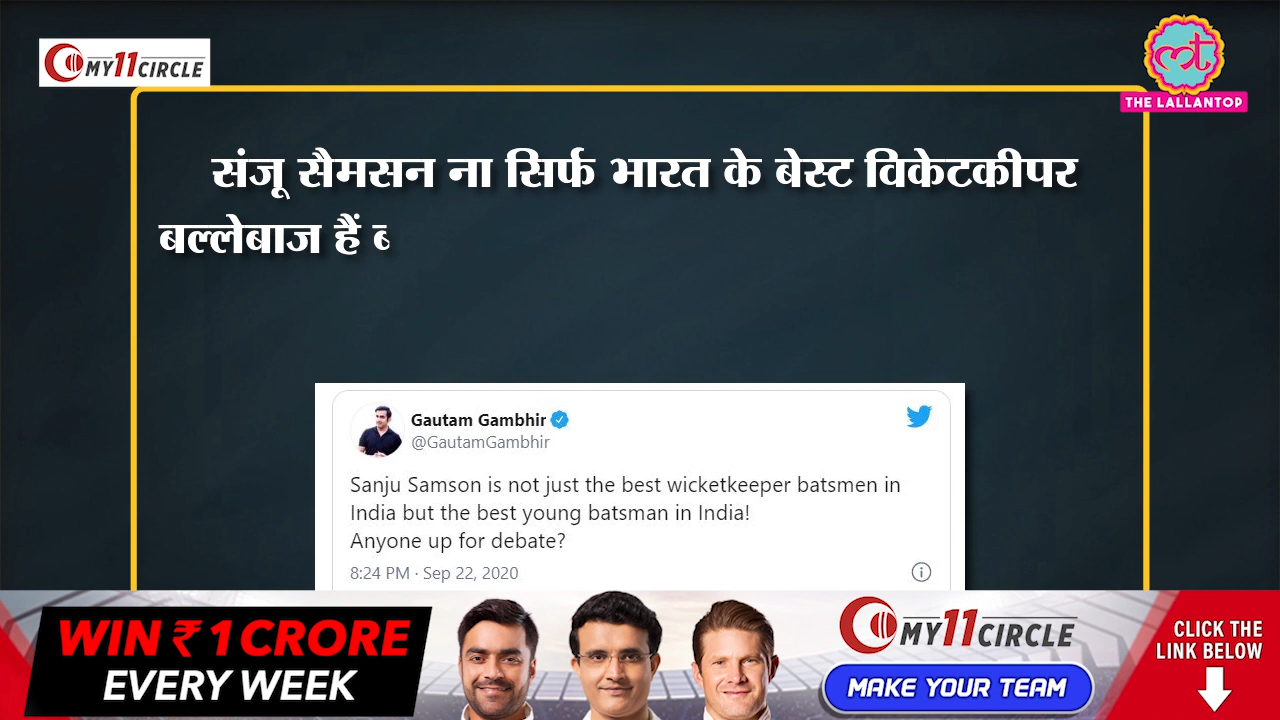 MY11CIRCLE
THE LALLANTOP
संजू सैमसन ना सिर्फ भारत के बेस्ट विकेटकीपर
बल्लेबाज हैं
Gautam Gambhir
@GautamGambhir
Sanju Samson is not just the best wicketkeeper batsmen in
India but the best young batsman in India!
Anyone up for debate?
8:24 PM · Sep 22, 2020
WIN ₹ 1 CRORE
EVERY WEEK
MY11CIRCLE
MAKE YOUR TEAM
CLICK THE
LINK BELOW